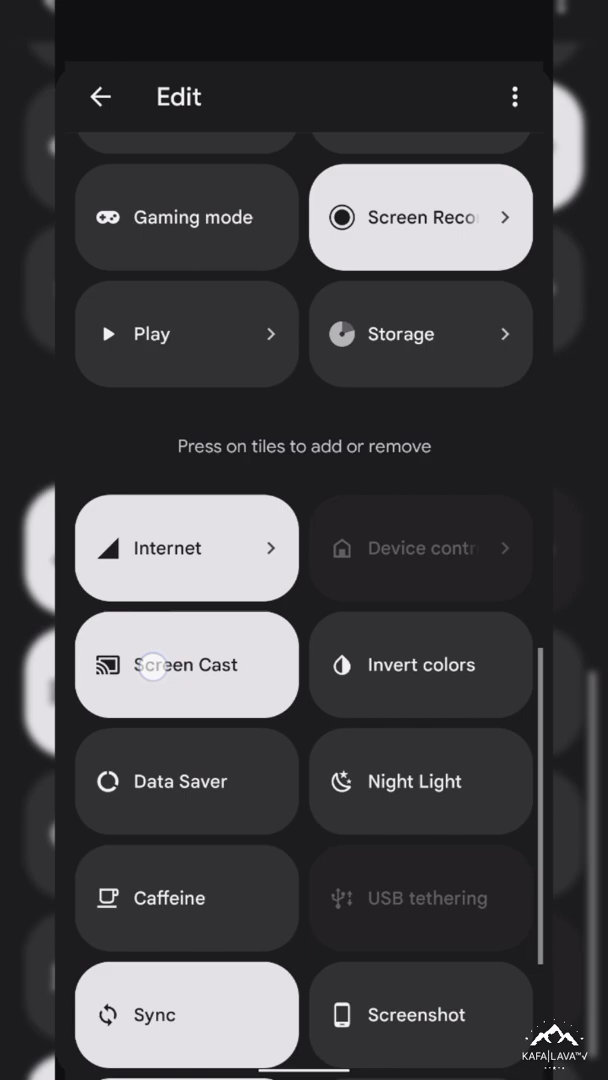 Edit
Gaming mode
Screen Reco
Play
Storage
Press on tiles to add or remove
Internet
Device contr
Screen Cast
Invert colors
Data Saver
Night Light
Caffeine
USB tethering
Sync
Screenshot
KAFA|LAVA™V